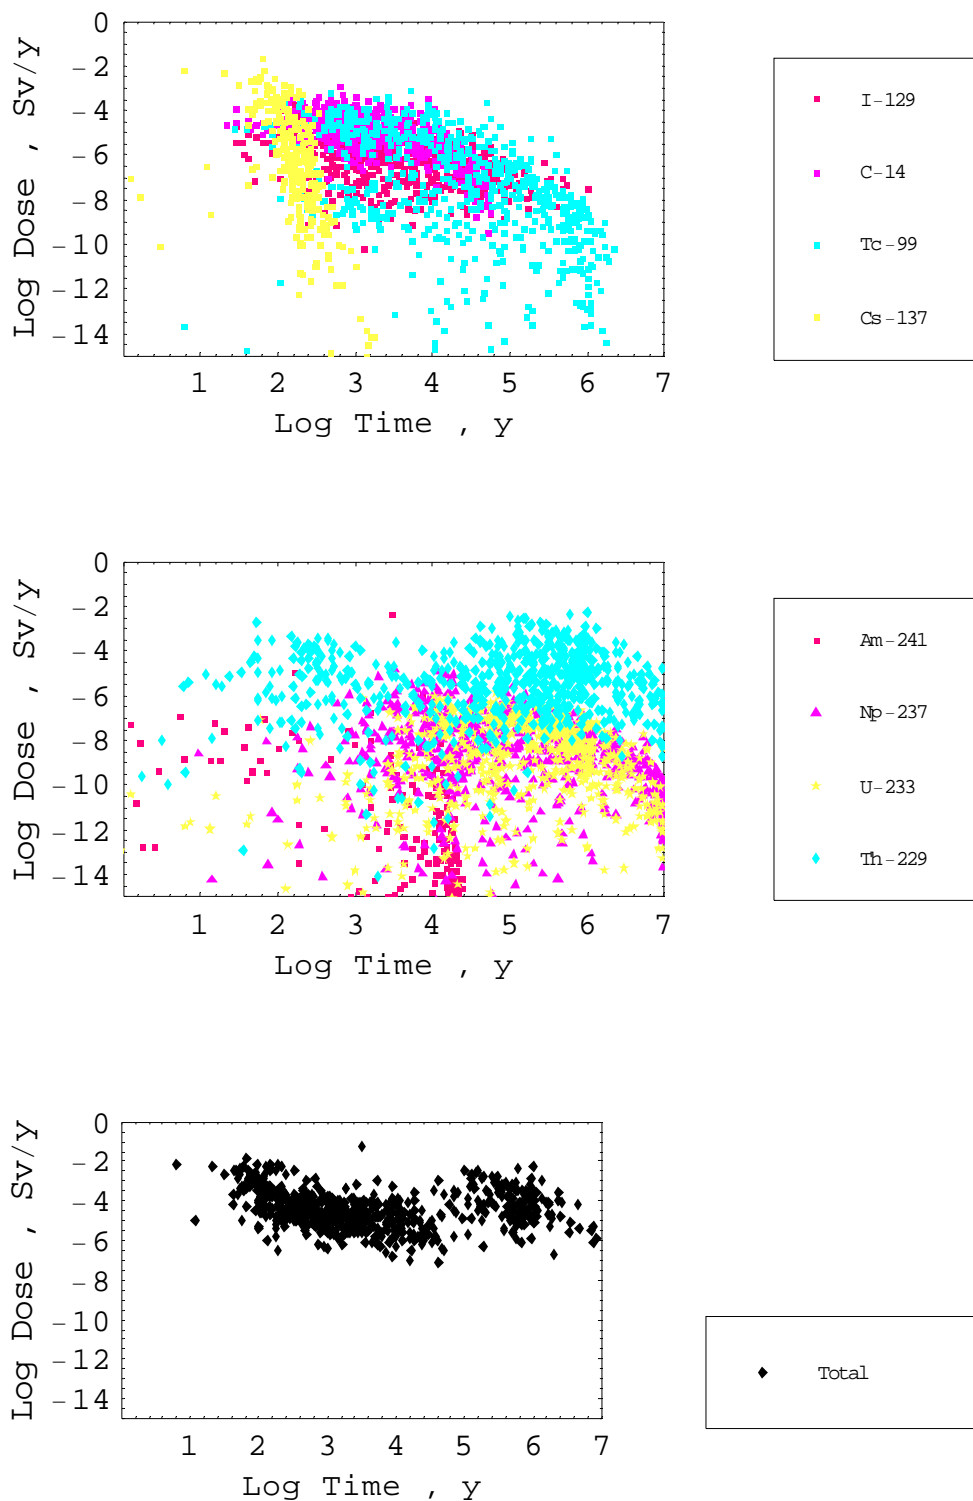 0
-2
-4
-6
-8
-10
-12
-14
Log Dose , Sv/y
1 2 3 4 5 6 7
Log Time , y
I-129
C-14
Tc-99
Cs-137
0
-2
-4
-6
-8
-10
-12
-14
Log Dose , Sv/y
1 2 3 4 5 6 7
Log Time , y
Am-241
Np-237
U-233
Th-229
0
-2
-4
-6
-8
-10
-12
-14
Log Dose , Sv/y
1 2 3 4 5 6 7
Log Time , y
Total